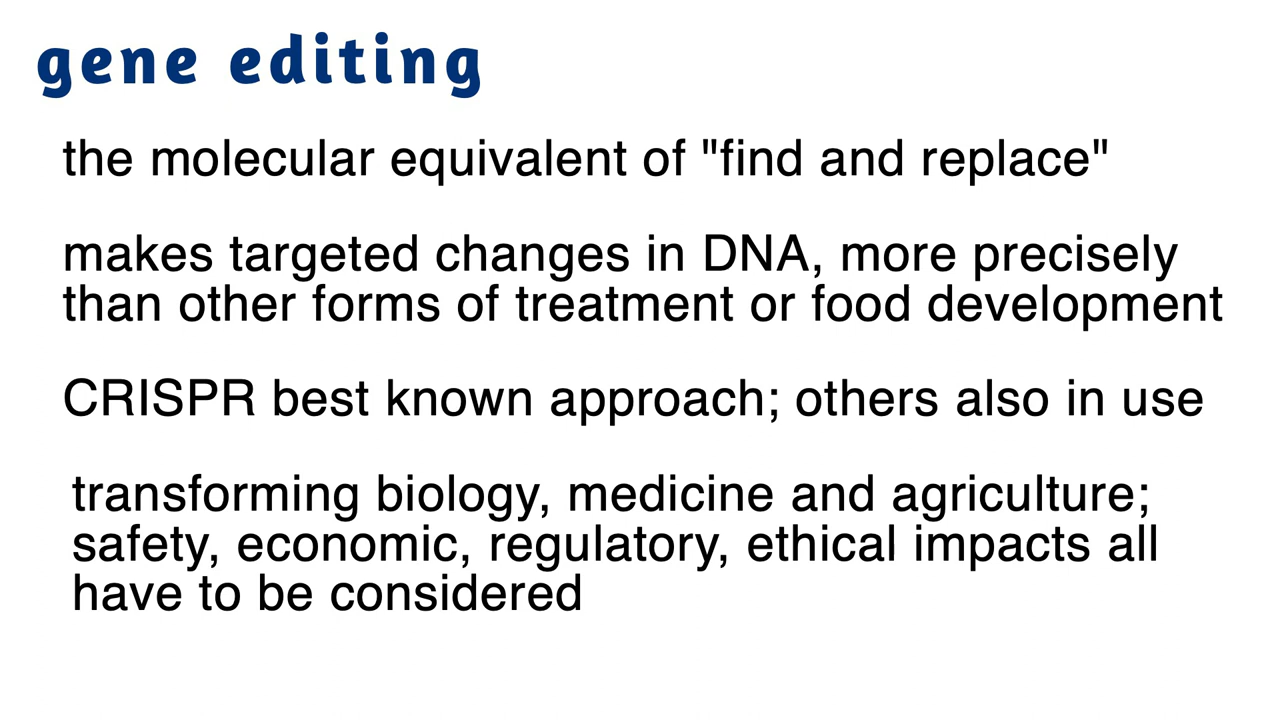 gene editing
the molecular equivalent of "find and replace"
makes targeted changes in DNA, more precisely
than other forms of treatment or food development
CRISPR best known approach; others also in use
transforming biology, medicine and agriculture;
safety, economic, regulatory, ethical impacts all
have to be considered